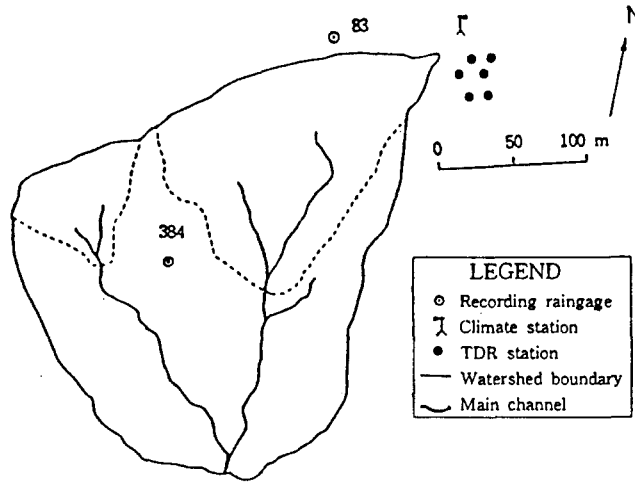 83
N
0 50 100 m
384
LEGEND
Recording raingage
Climate station
TDR station
Watershed boundary
Main channel